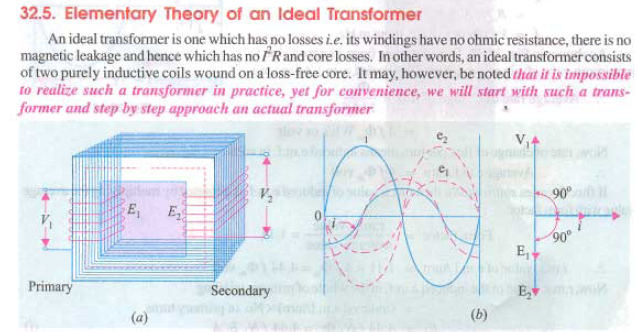 32.5. Elementary Theory of an Ideal Transformer
An ideal transformer is one which has no losses i.e. its windings have no ohmic resistance, there is no
magnetic leakage and hence which has no I²R and core losses. In other words, an ideal transformer consists
of two purely inductive coils wound on a loss-free core. It may, however, be noted that it is impossible
to realize such a transformer in practice, yet for convenience, we will start with such a trans-
former and step by step approach an actual transformer
V₁
E₁
E₂
V₂
Primary
Secondary
(a)
0
i
e₂
e₁
(b)
V₁
90°
i
90°
E₁
E₂